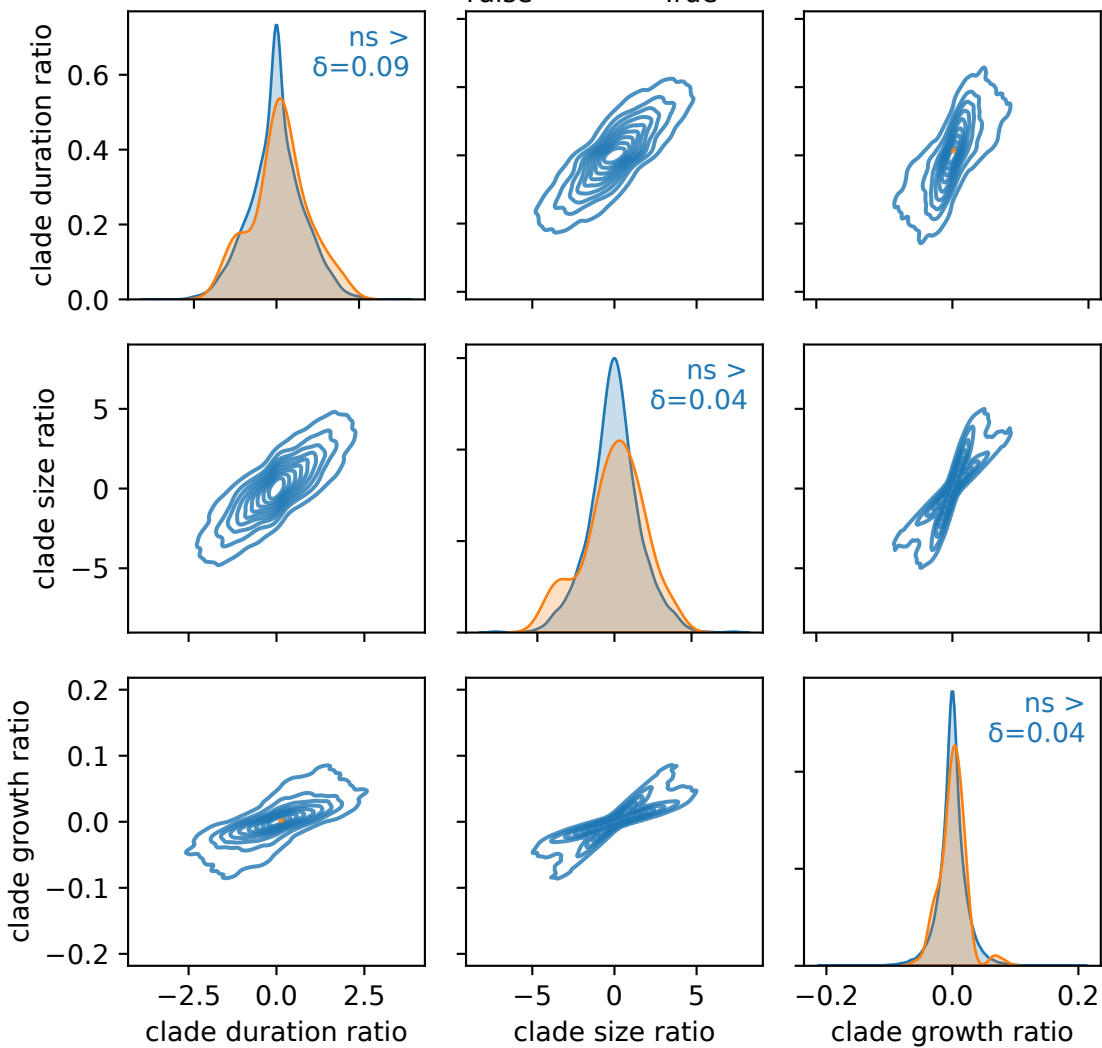 False True
clade duration ratio
0.6
0.4
0.2
0.0
ns >
δ=0.09
clade size ratio
5
0
−5
ns >
δ=0.04
clade growth ratio
0.2
0.1
0.0
−0.1
−0.2
ns >
δ=0.04
−2.5 0.0 2.5
−5 0 5
−0.2 0.0 0.2
clade duration ratio
clade size ratio
clade growth ratio